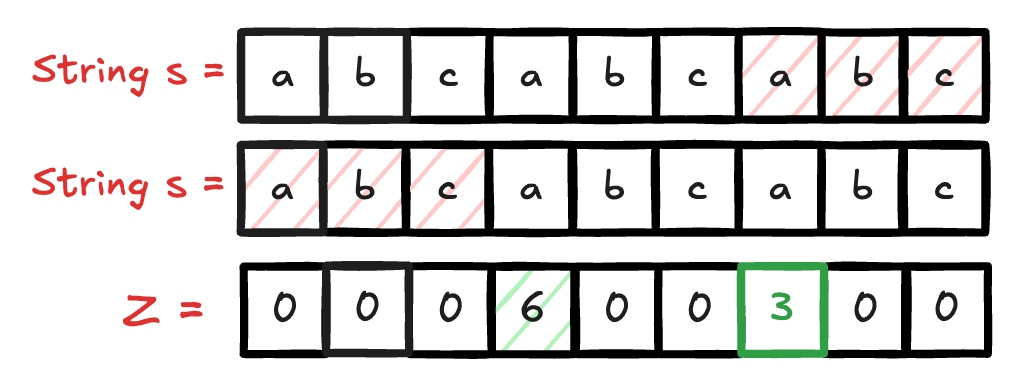 String s = a b c a b c a b c
String s = a b c a b c a b c
Z = 0 0 0 6 0 0 3 0 0